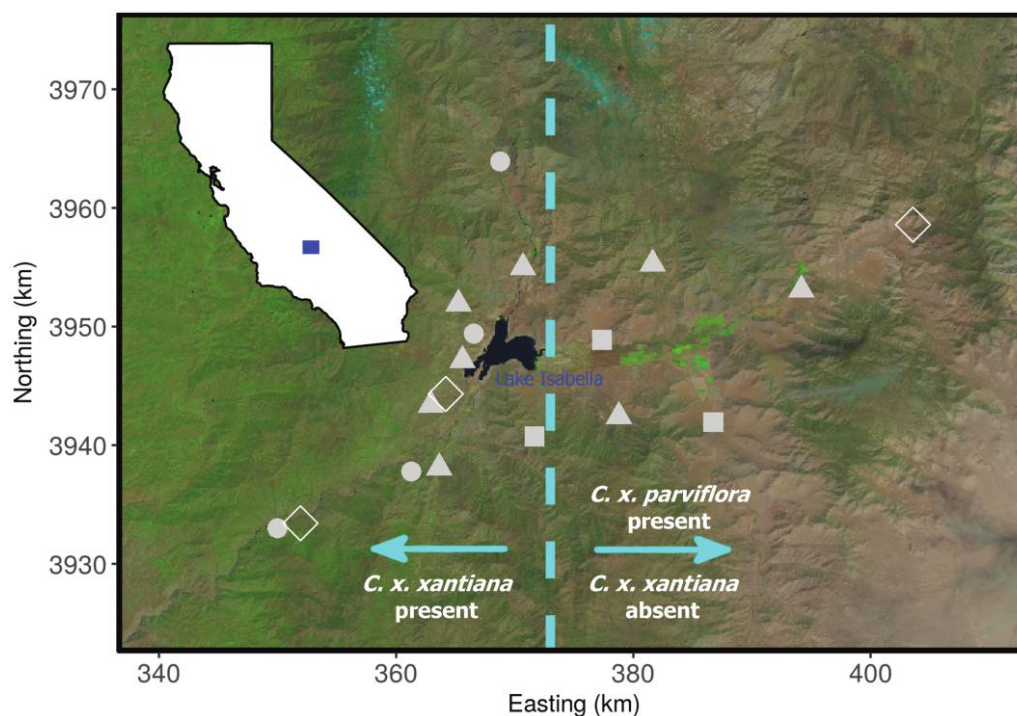 Northing (km)
3970
3960
3950
3940
3930
Lake Isabella
C. x. parviflora
present
C. x. xantiana
present
C. x. xantiana
absent
340
360
380
400
Easting (km)